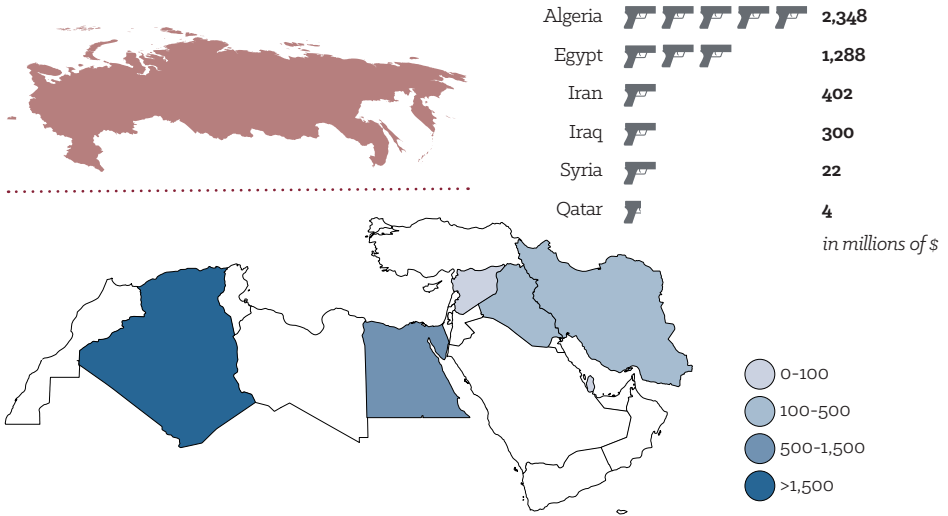 Algeria 2,348
Egypt 1,288
Iran 402
Iraq 300
Syria 22
Qatar 4
in millions of $
0-100
100-500
500-1,500
>1,500